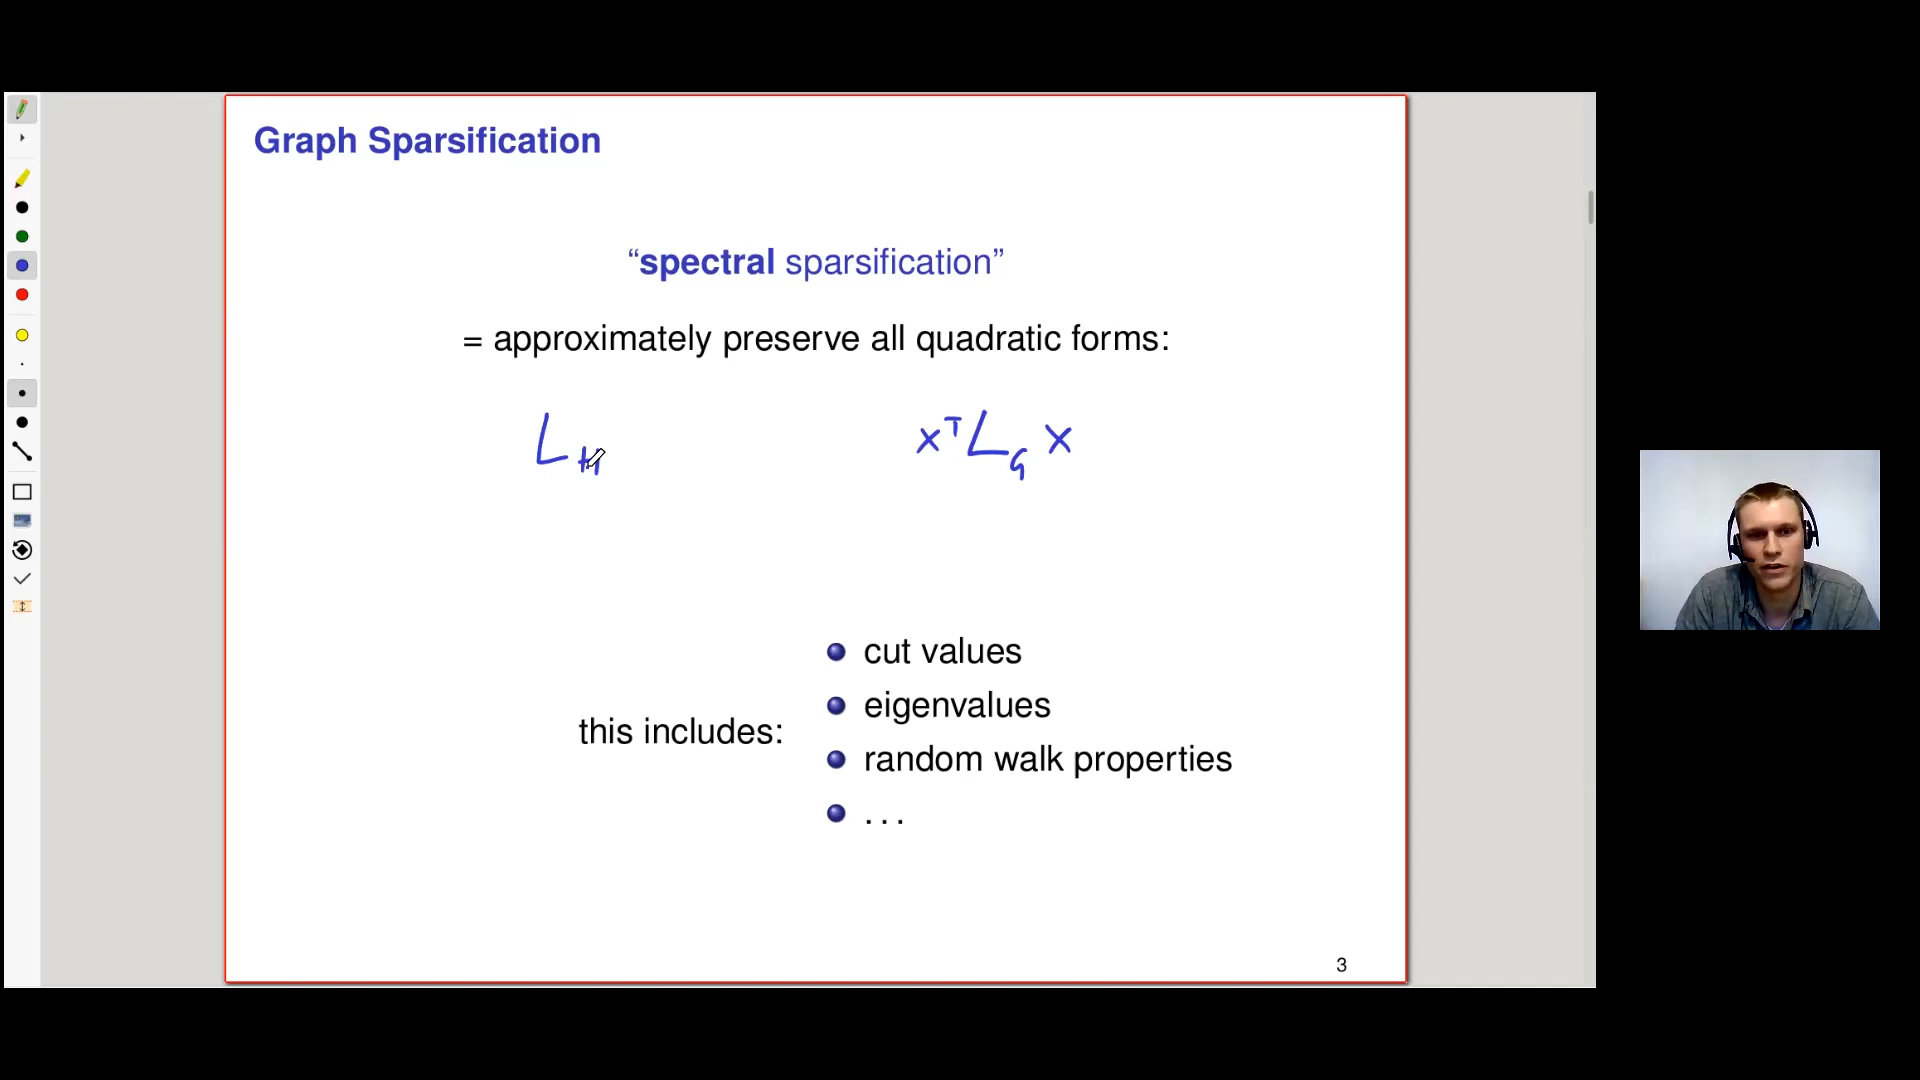 Graph Sparsification
“spectral sparsification”
= approximately preserve all quadratic forms:
L_H x^T L_G x
this includes:
cut values
eigenvalues
random walk properties
...
3